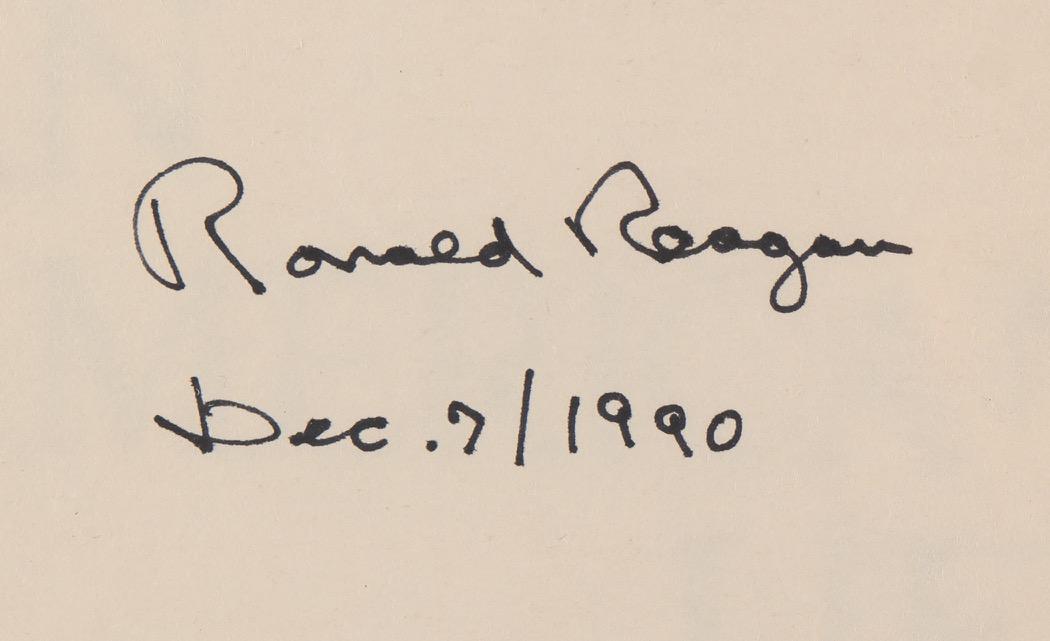 Ronald Reagan
Dec. 7/1990